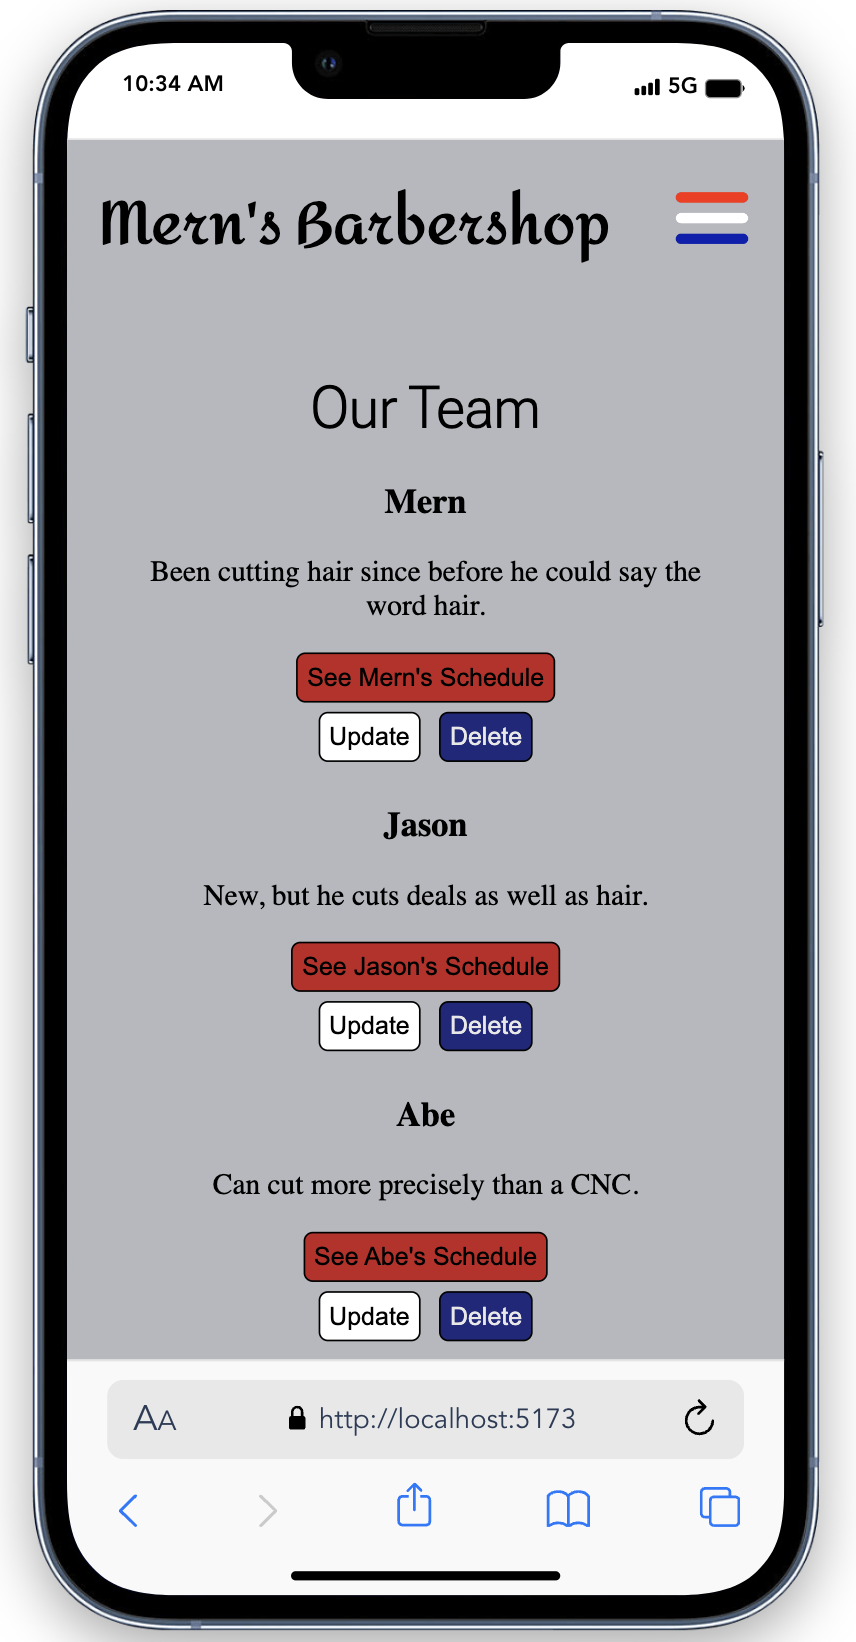 10:34 AM
5G
Mern's Barbershop
Our Team
Mern
Been cutting hair since before he could say the
word hair.
See Mern's Schedule
Update Delete
Jason
New, but he cuts deals as well as hair.
See Jason's Schedule
Update Delete
Abe
Can cut more precisely than a CNC.
See Abe's Schedule
Update Delete
AA http://localhost:5173